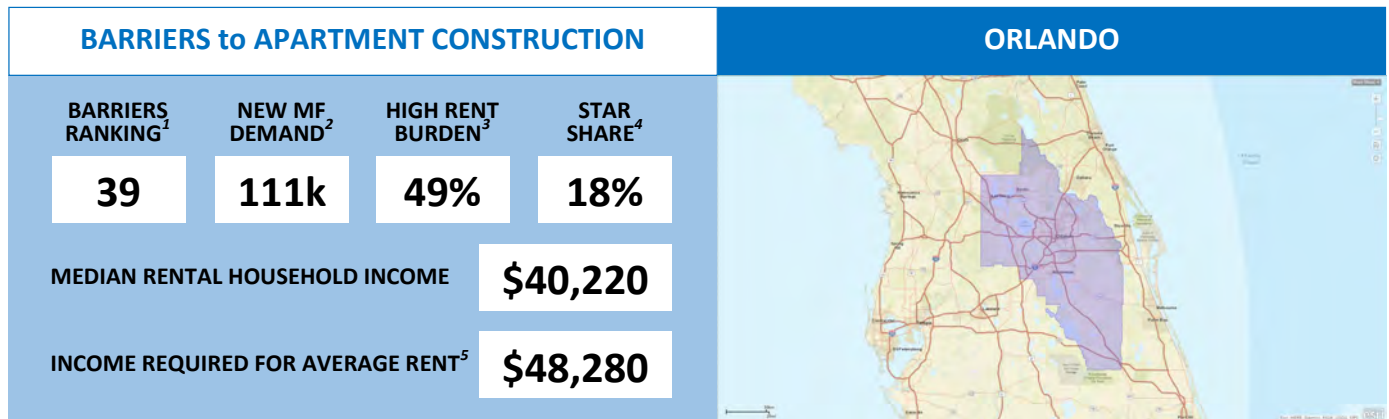 BARRIERS to APARTMENT CONSTRUCTION
ORLANDO
BARRIERS
RANKING1
NEW MF
DEMAND2
HIGH RENT
BURDEN3
STAR
SHARE4
39
111k
49%
18%
MEDIAN RENTAL HOUSEHOLD INCOME
$40,220
INCOME REQUIRED FOR AVERAGE RENT5
$48,280